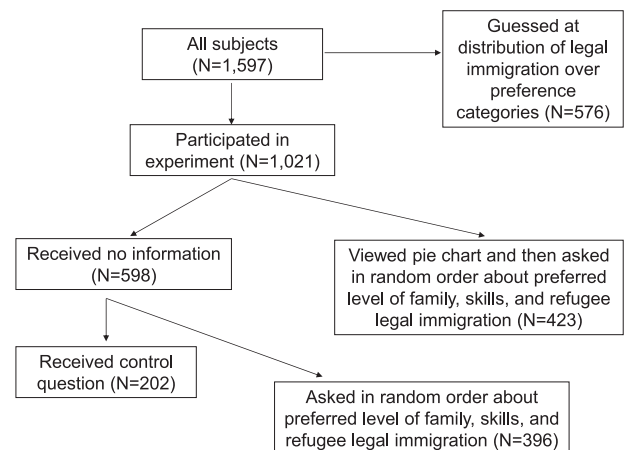 All subjects
(N=1,597)
Guessed at
distribution of legal
immigration over
preference
categories (N=576)
Participated in
experiment (N=1,021)
Received no information
(N=598)
Viewed pie chart and then asked
in random order about preferred
level of family, skills, and refugee
legal immigration (N=423)
Received control
question (N=202)
Asked in random order about
preferred level of family, skills, and
refugee legal immigration (N=396)